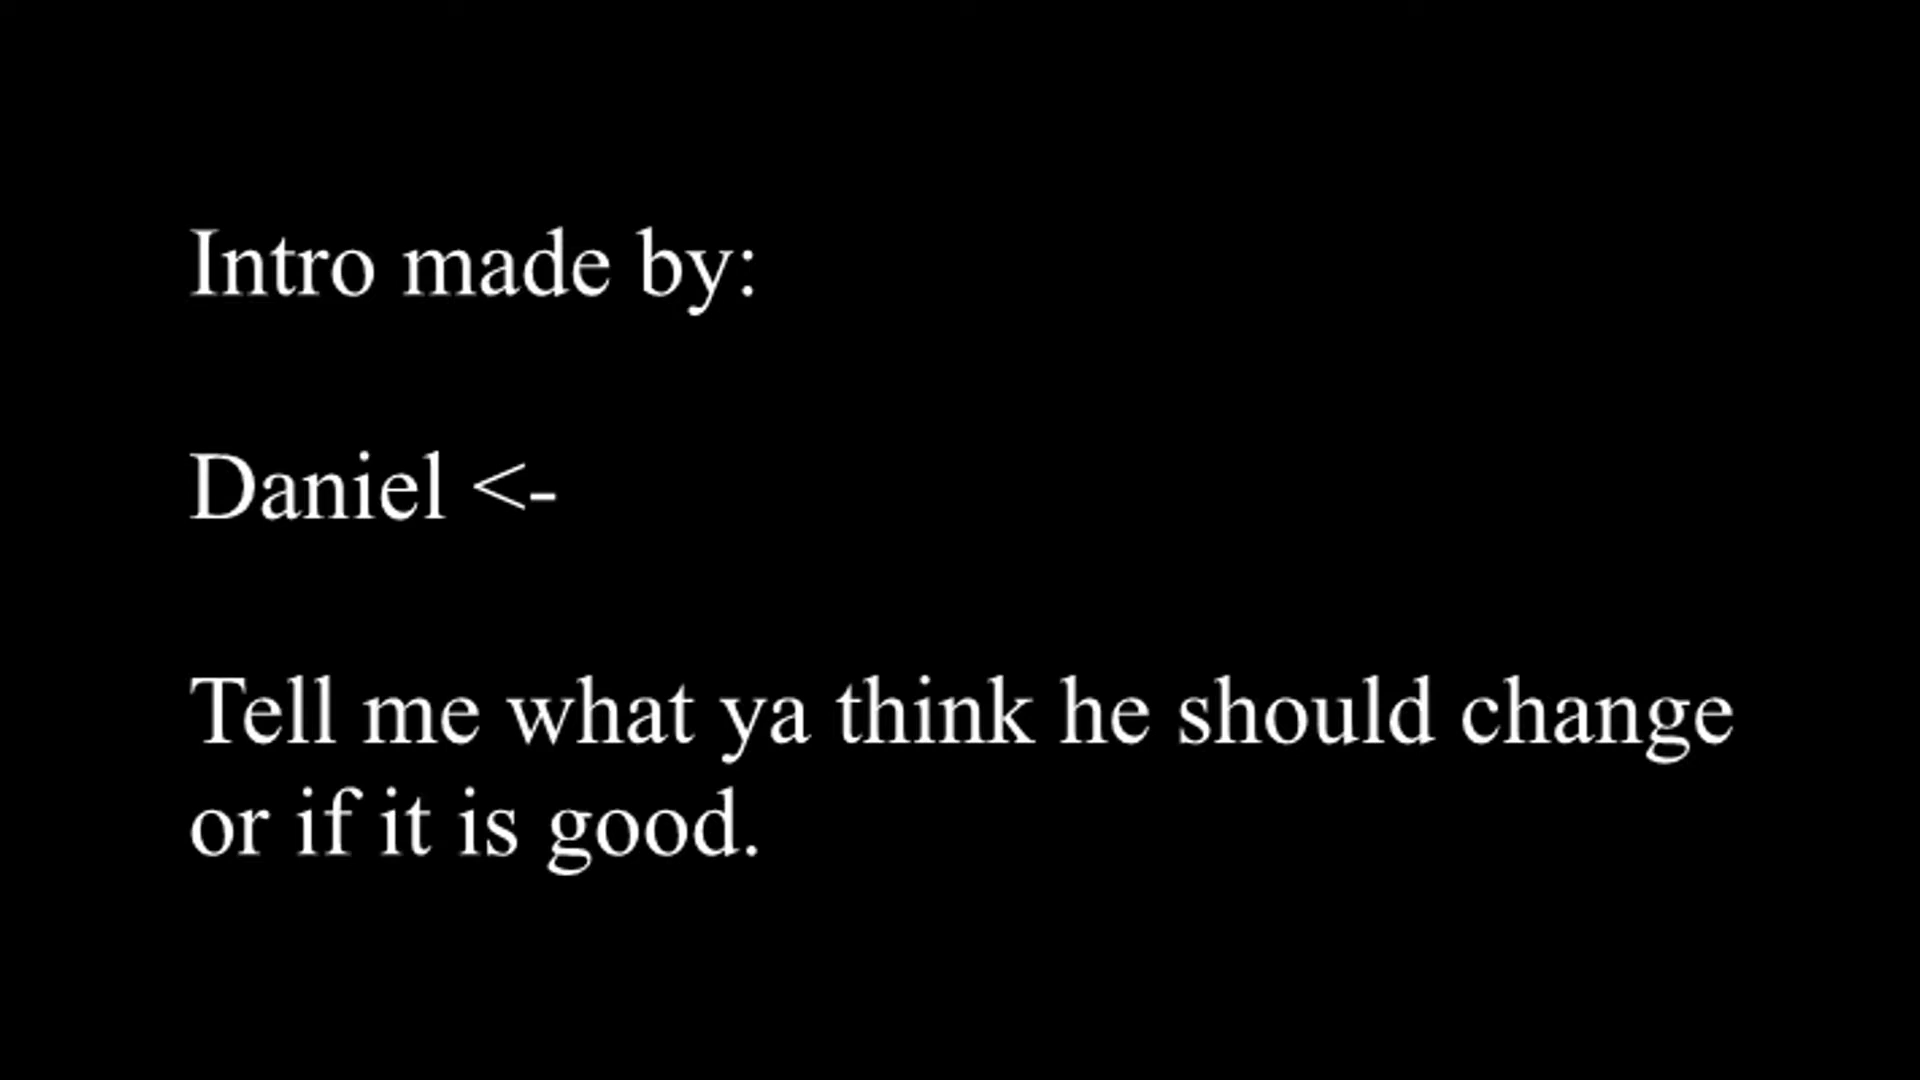 Intro made by:
Daniel <-
Tell me what ya think he should change
or if it is good.